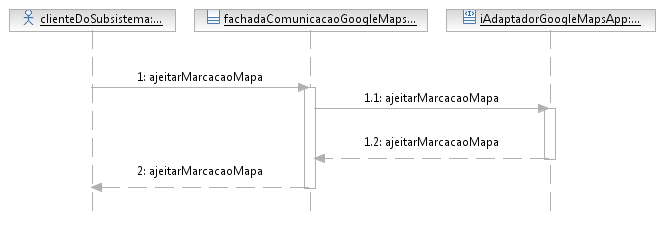 clienteDoSubsistema:...
fachadaComunicacaoGoogleMaps...
iAdaptadorGoogleMapsApp:...
1: ajeitarMarcacaoMapa
1.1: ajeitarMarcacaoMapa
1.2: ajeitarMarcacaoMapa
2: ajeitarMarcacaoMapa